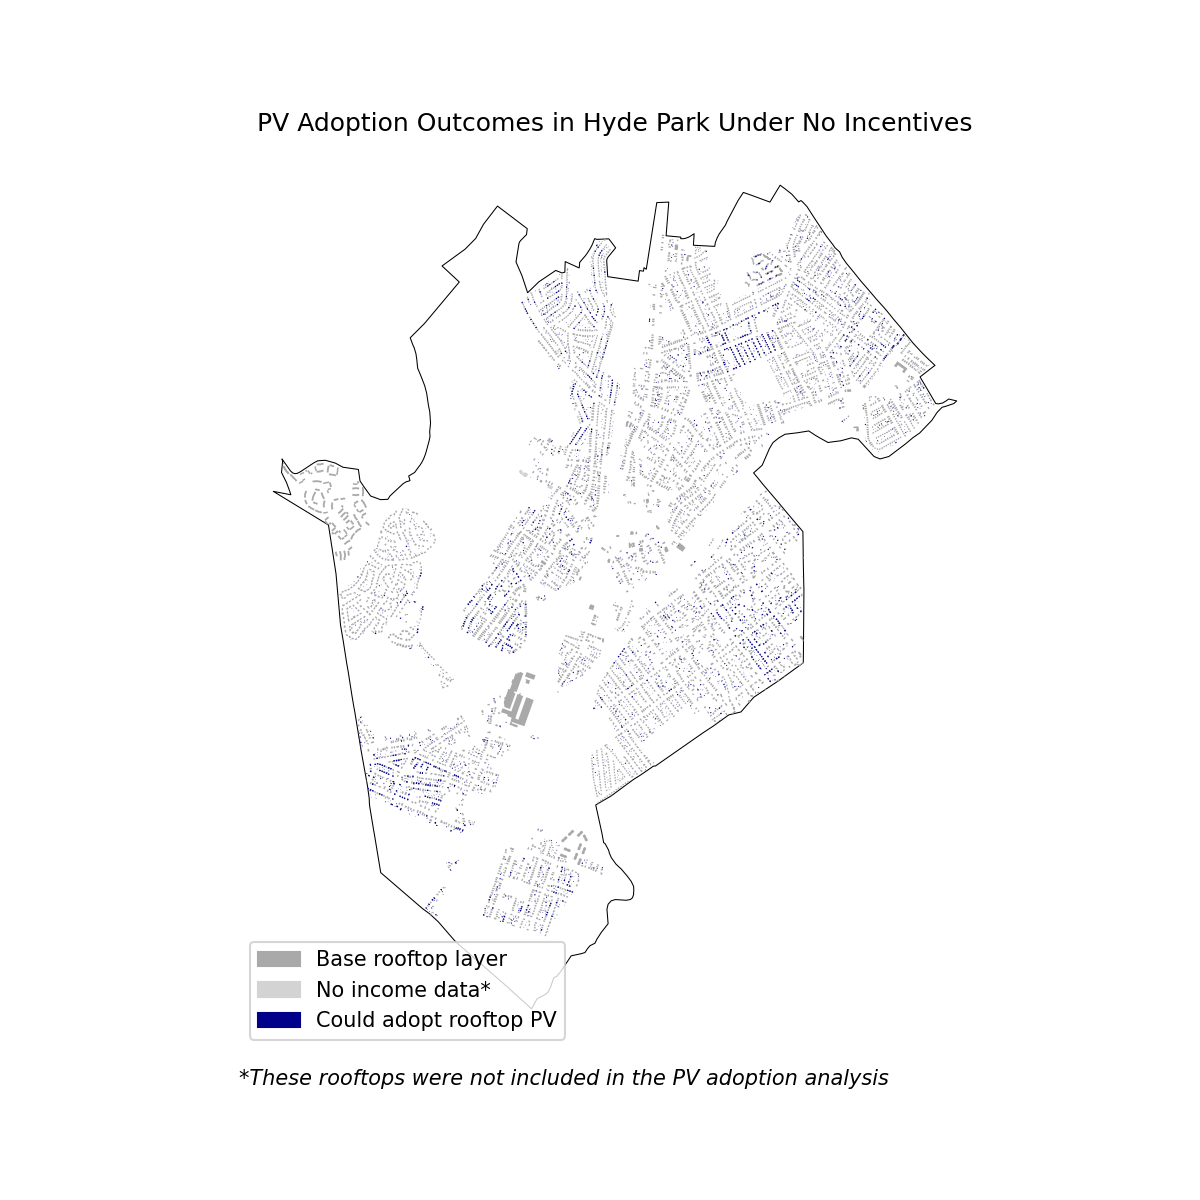 PV Adoption Outcomes in Hyde Park Under No Incentives
Base rooftop layer
No income data*
Could adopt rooftop PV
*These rooftops were not included in the PV adoption analysis